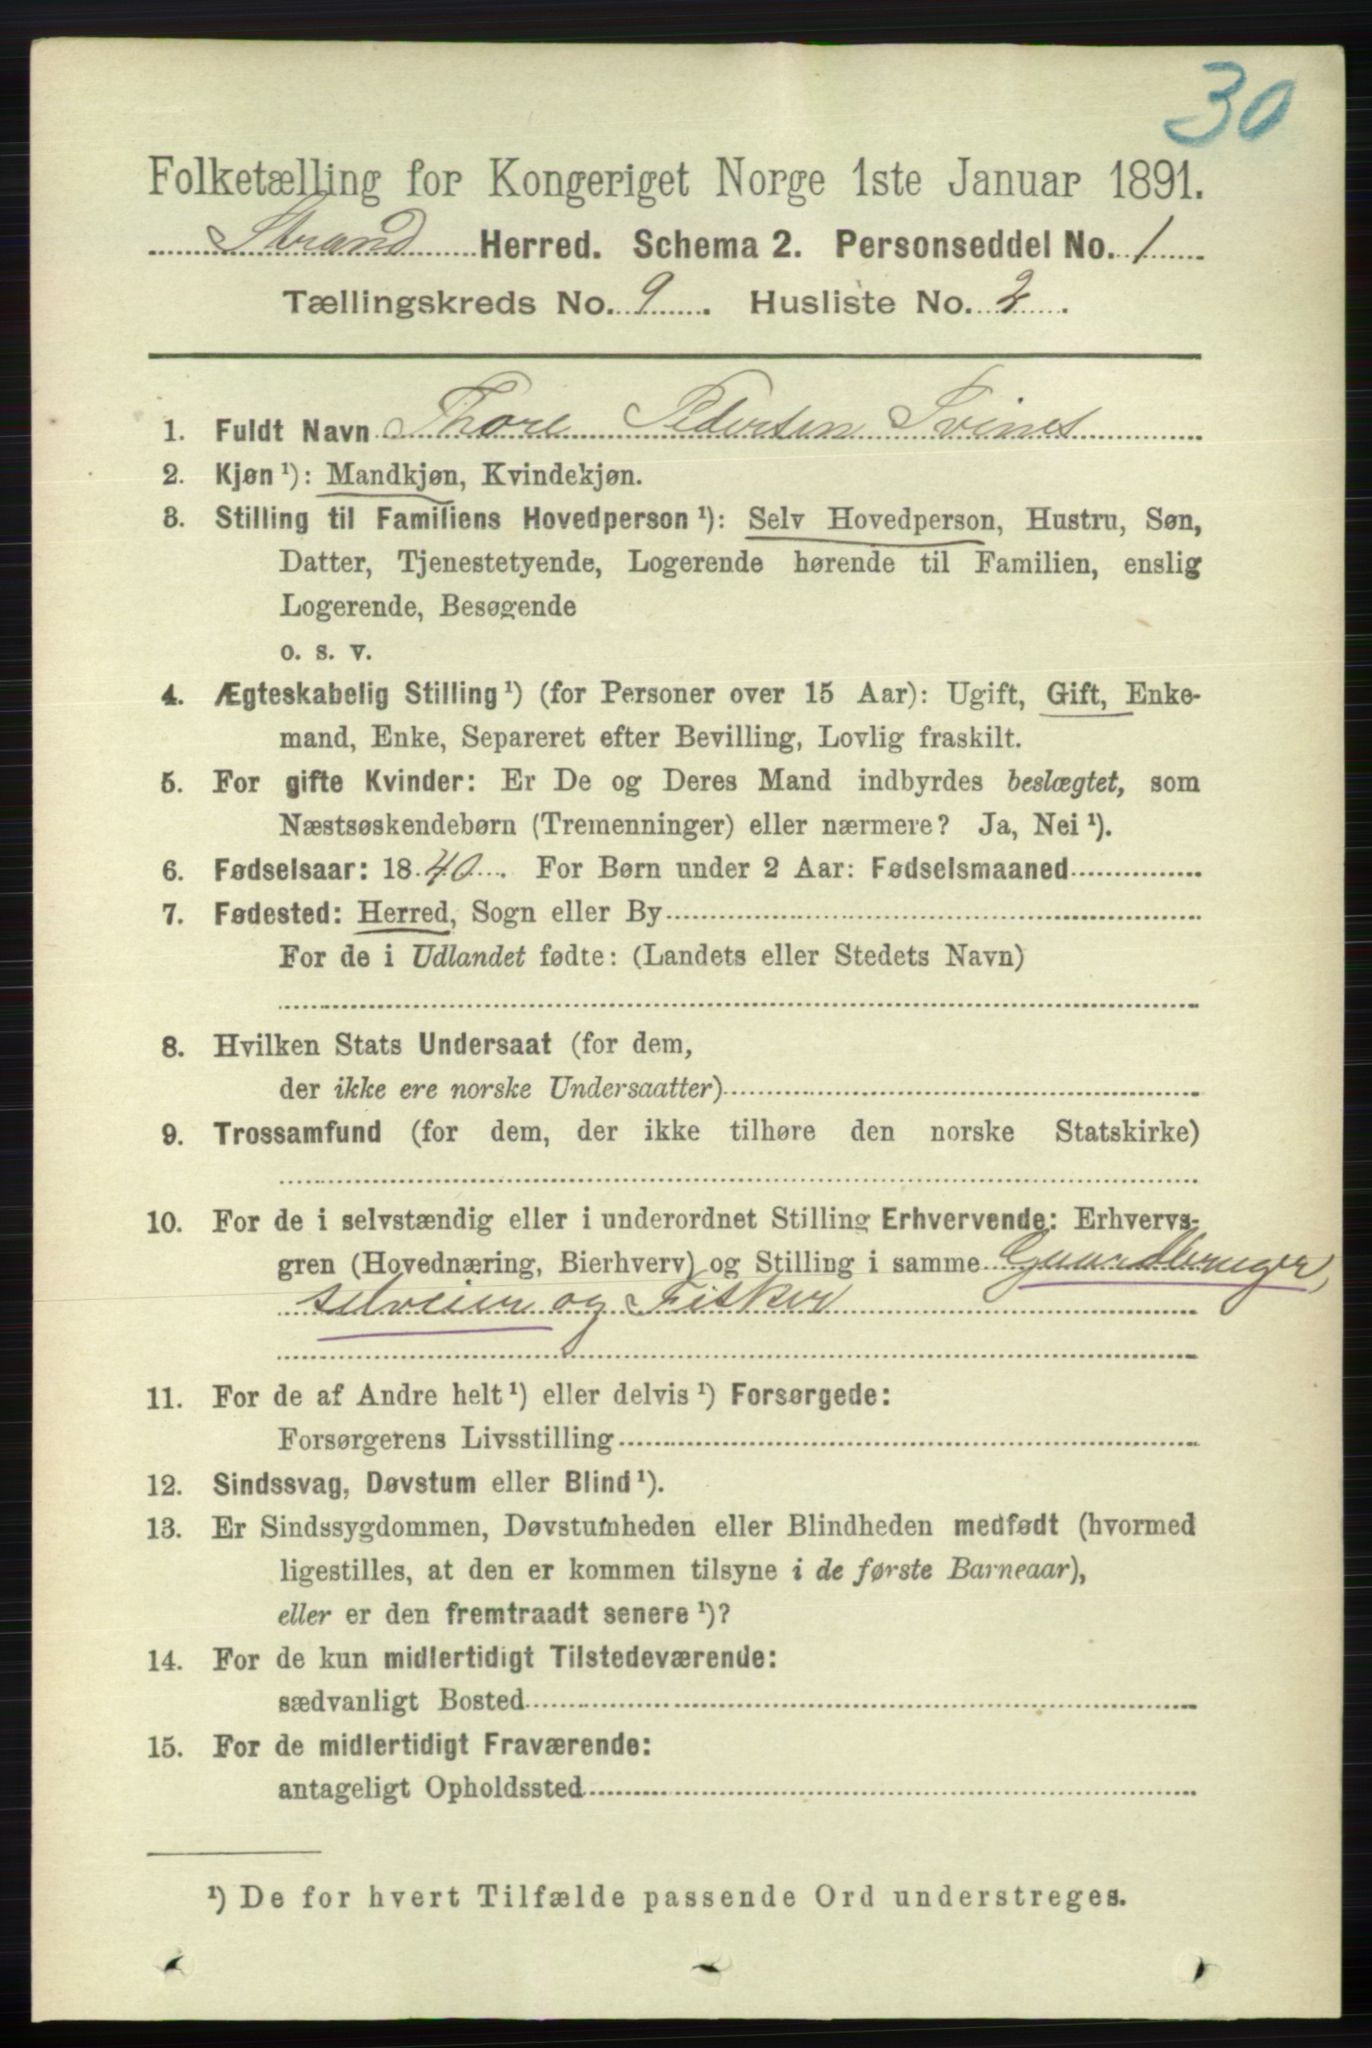 30
Folketælling for Kongeriget Norge 1ste Januar 1891.
Strand Herred. Schema 2. Personseddel No. 1
Tællingskreds No. 9. Husliste No. 2.
1. Fuldt Navn Thore Pedersen Svines
2. Kjøn ¹): Mandkjøn, Kvindekjøn.
3. Stilling til Familiens Hovedperson ¹): Selv Hovedperson, Hustru, Søn,
Datter, Tjenestetyende, Logerende hørende til Familien, enslig
Logerende, Besøgende
o. s. v.
4. Ægteskabelig Stilling ¹) (for Personer over 15 Aar): Ugift, Gift, Enke-
mand, Enke, Separeret efter Bevilling, Lovlig fraskilt.
5. For gifte Kvinder: Er De og Deres Mand indbyrdes beslægtet, som
Næstsøskendebørn (Tremenninger) eller nærmere? Ja, Nei ¹).
6. Fødselsaar: 1840. For Børn under 2 Aar: Fødselsmaaned
7. Fødested: Herred, Sogn eller By
For de i Udlandet fødte: (Landets eller Stedets Navn)
8. Hvilken Stats Undersaat (for dem,
der ikke ere norske Undersaatter)
9. Trossamfund (for dem, der ikke tilhøre den norske Statskirke)
10. For de i selvstændig eller i underordnet Stilling Erhvervende: Erhvervs-
gren (Hovednæring, Bierhverv) og Stilling i samme Gaardbruger,
selveier og Fisker
11. For de af Andre helt ¹) eller delvis ¹) Forsørgede:
Forsørgerens Livsstilling
12. Sindssvag, Døvstum eller Blind ¹).
13. Er Sindssygdommen, Døvstumheden eller Blindheden medfødt (hvormed
ligestilles, at den er kommen tilsyne i de første Barneaar),
eller er den fremtraadt senere ¹)?
14. For de kun midlertidigt Tilstedeværende:
sædvanligt Bosted
15. For de midlertidigt Fraværende:
antageligt Opholdssted
¹) De for hvert Tilfælde passende Ord understreges.